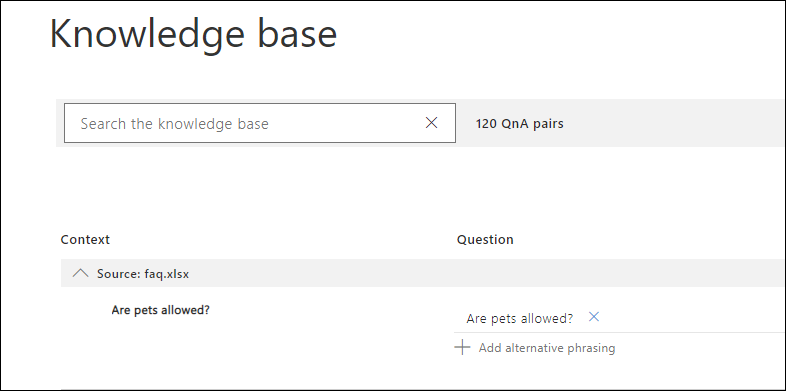 Knowledge base
Search the knowledge base
120 QnA pairs
Context
Question
Source: faq.xlsx
Are pets allowed?
Are pets allowed?
Add alternative phrasing